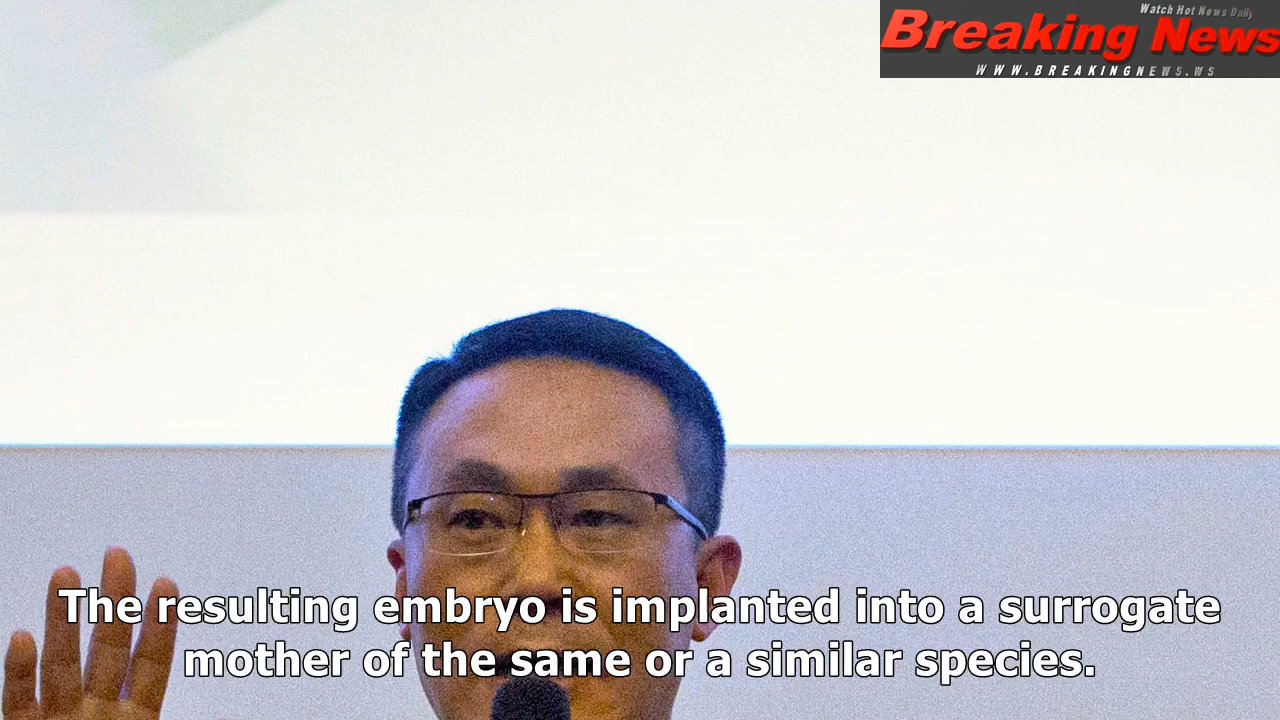 Watch Hot News Daily
Breaking News
WWW.BREAKINGNEWS.WS
The resulting embryo is implanted into a surrogate
mother of the same or a similar species.